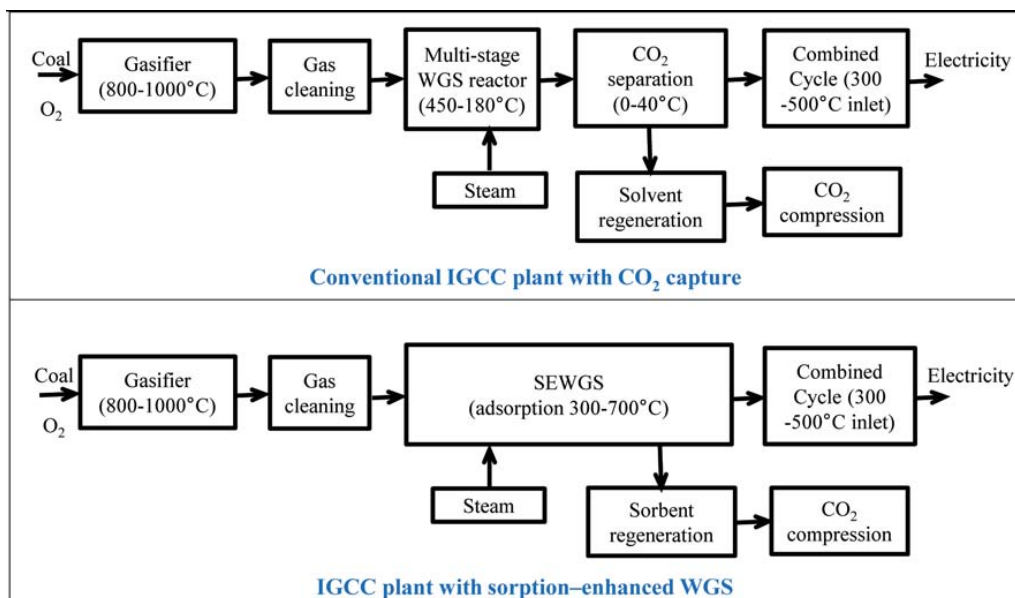 Coal
O₂
Gasifier
(800-1000°C)
Gas
cleaning
Multi-stage
WGS reactor
(450-180°C)
CO₂
separation
(0-40°C)
Combined
Cycle (300
-500°C inlet)
Electricity
Steam
Solvent
regeneration
CO₂
compression
Conventional IGCC plant with CO₂ capture
Coal
O₂
Gasifier
(800-1000°C)
Gas
cleaning
SEWGS
(adsorption 300-700°C)
Combined
Cycle (300
-500°C inlet)
Electricity
Steam
Sorbent
regeneration
CO₂
compression
IGCC plant with sorption–enhanced WGS